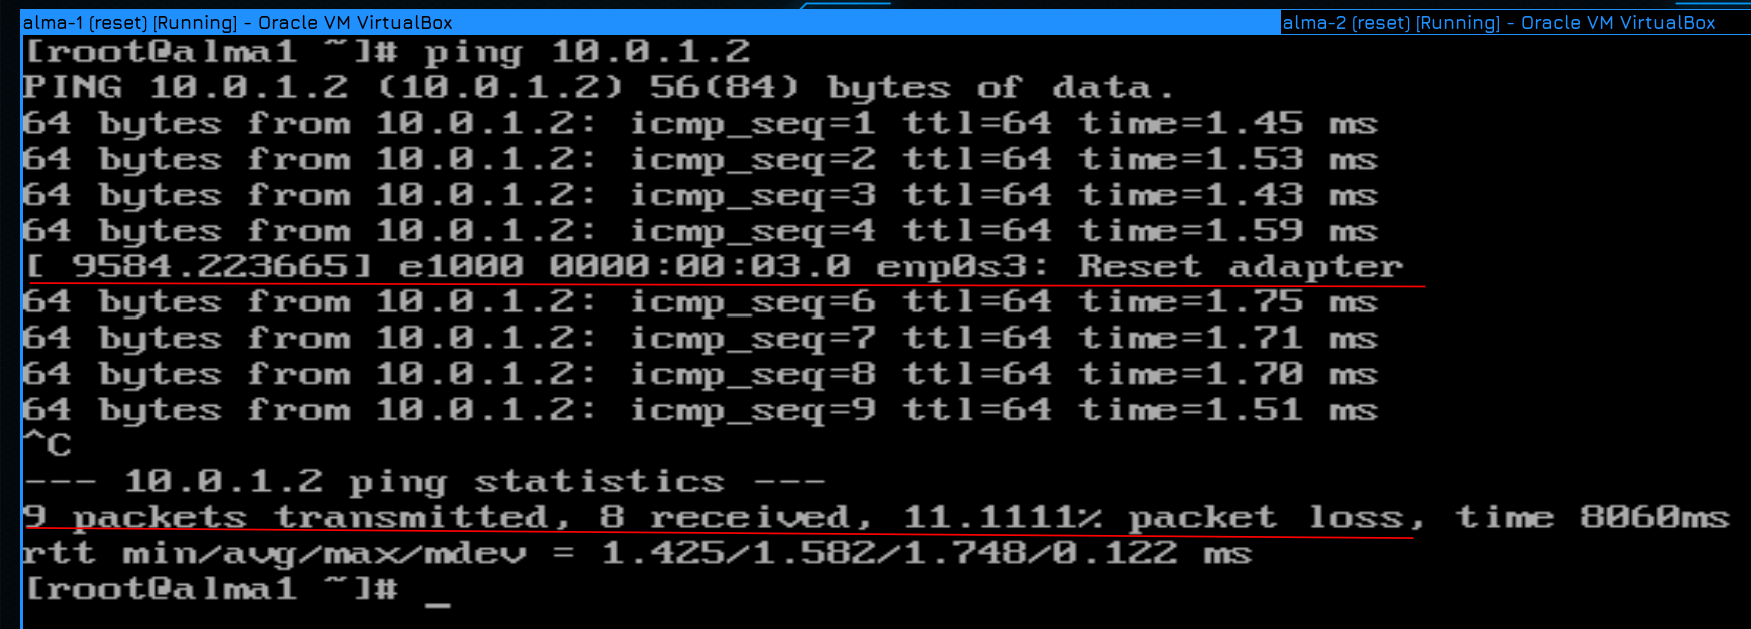 alma-1 (reset) [Running] - Oracle VM VirtualBox
alma-2 (reset) [Running] - Oracle VM VirtualBox
[root@alma1 ~]# ping 10.0.1.2
PING 10.0.1.2 (10.0.1.2) 56(84) bytes of data.
64 bytes from 10.0.1.2: icmp_seq=1 ttl=64 time=1.45 ms
64 bytes from 10.0.1.2: icmp_seq=2 ttl=64 time=1.53 ms
64 bytes from 10.0.1.2: icmp_seq=3 ttl=64 time=1.43 ms
64 bytes from 10.0.1.2: icmp_seq=4 ttl=64 time=1.59 ms
[ 9584.223665] e1000 0000:00:03.0 enp0s3: Reset adapter
64 bytes from 10.0.1.2: icmp_seq=6 ttl=64 time=1.75 ms
64 bytes from 10.0.1.2: icmp_seq=7 ttl=64 time=1.71 ms
64 bytes from 10.0.1.2: icmp_seq=8 ttl=64 time=1.70 ms
64 bytes from 10.0.1.2: icmp_seq=9 ttl=64 time=1.51 ms
^C
--- 10.0.1.2 ping statistics ---
9 packets transmitted, 8 received, 11.1111% packet loss, time 8060ms
rtt min/avg/max/mdev = 1.425/1.582/1.748/0.122 ms
[root@alma1 ~]# _